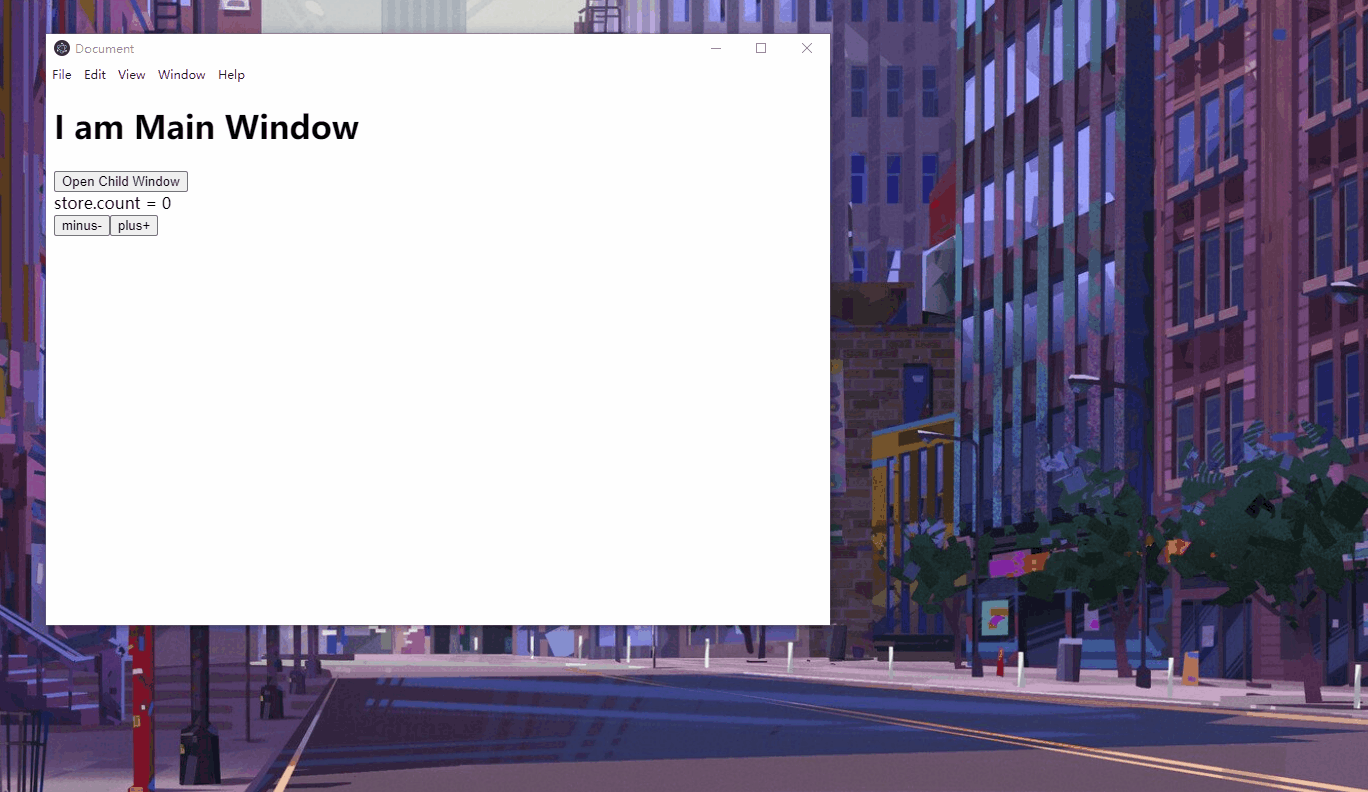 Document
File Edit View Window Help
I am Main Window
Open Child Window
store.count = 0
minus- plus+